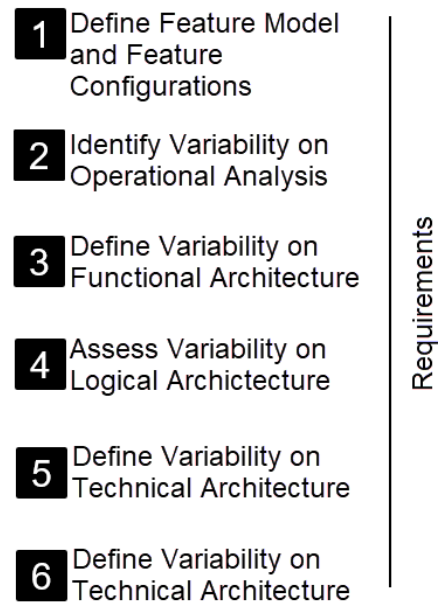 1 Define Feature Model
and Feature
Configurations
2 Identify Variability on
Operational Analysis
3 Define Variability on
Functional Architecture
4 Assess Variability on
Logical Archictecture
5 Define Variability on
Technical Architecture
6 Define Variability on
Technical Architecture
Requirements